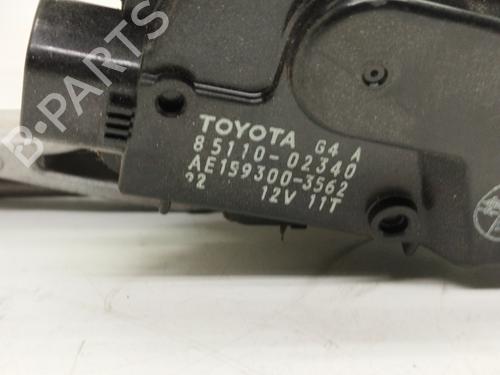 TOYOTA G4 A
85110-02340
AE159300-3562
22 12V 11T
B-PARTS